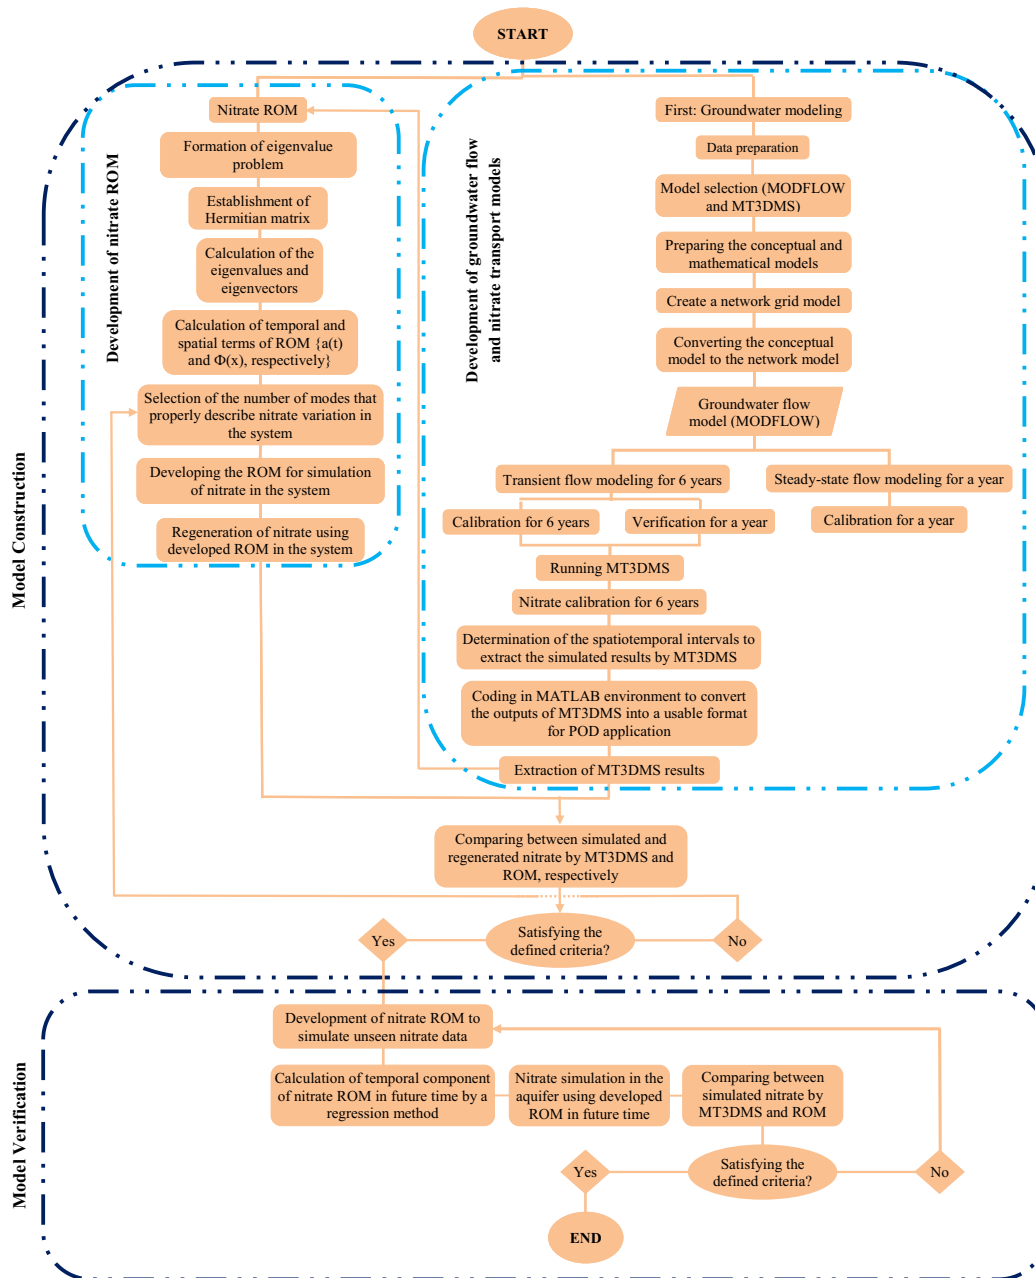 START
Model Construction
Development of nitrate ROM
Nitrate ROM
Formation of eigenvalue
problem
Establishment of
Hermitian matrix
Calculation of the
eigenvalues and
eigenvectors
Calculation of temporal and
spatial terms of ROM {a(t)
and Φ(x), respectively}
Selection of the number of modes that
properly describe nitrate variation in
the system
Developing the ROM for simulation
of nitrate in the system
Regeneration of nitrate using
developed ROM in the system
Development of groundwater flow
and nitrate transport models
First: Groundwater modeling
Data preparation
Model selection (MODFLOW
and MT3DMS)
Preparing the conceptual and
mathematical models
Create a network grid model
Converting the conceptual
model to the network model
Groundwater flow
model (MODFLOW)
Transient flow modeling for 6 years
Steady-state flow modeling for a year
Calibration for 6 years
Verification for a year
Calibration for a year
Running MT3DMS
Nitrate calibration for 6 years
Determination of the spatiotemporal intervals to
extract the simulated results by MT3DMS
Coding in MATLAB environment to convert
the outputs of MT3DMS into a usable format
for POD application
Extraction of MT3DMS results
Comparing between simulated and
regenerated nitrate by MT3DMS and
ROM, respectively
Yes
Satisfying the
defined criteria?
No
Model Verification
Development of nitrate ROM to
simulate unseen nitrate data
Calculation of temporal component
of nitrate ROM in future time by a
regression method
Nitrate simulation in the
aquifer using developed
ROM in future time
Comparing between
simulated nitrate by
MT3DMS and ROM
Yes
Satisfying the
defined criteria?
No
END